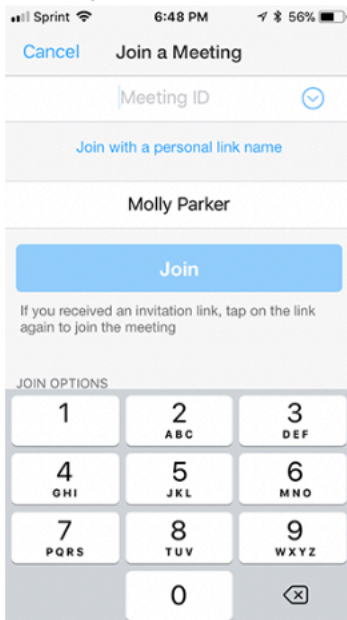 Sprint 6:48 PM 56%
Cancel Join a Meeting
Meeting ID
Join with a personal link name
Molly Parker
Join
If you received an invitation link, tap on the link
again to join the meeting
JOIN OPTIONS
1 2 3
ABC DEF
4 5 6
GHI JKL MNO
7 8 9
PQRS TUV WXYZ
0